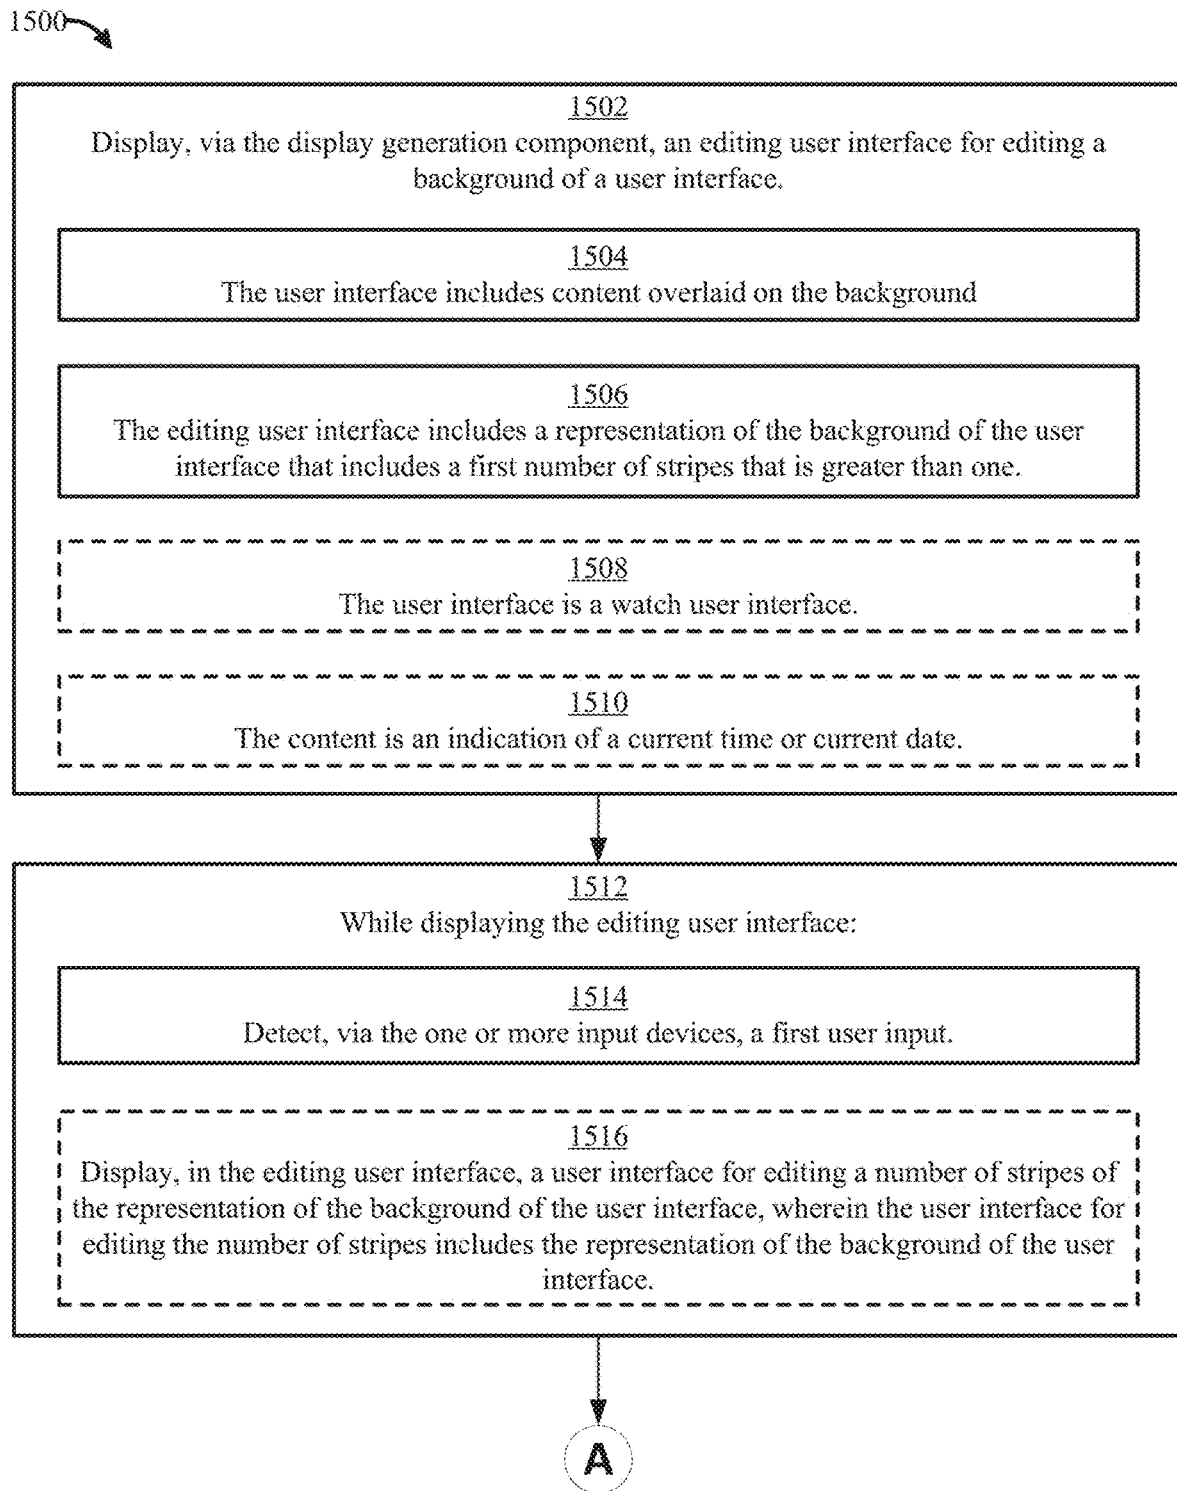 1500
1502
Display, via the display generation component, an editing user interface for editing a
background of a user interface.
1504
The user interface includes content overlaid on the background
1506
The editing user interface includes a representation of the background of the user
interface that includes a first number of stripes that is greater than one.
1508
The user interface is a watch user interface.
1510
The content is an indication of a current time or current date.
1512
While displaying the editing user interface:
1514
Detect, via the one or more input devices, a first user input.
1516
Display, in the editing user interface, a user interface for editing a number of stripes of
the representation of the background of the user interface, wherein the user interface for
editing the number of stripes includes the representation of the background of the user
interface.
A